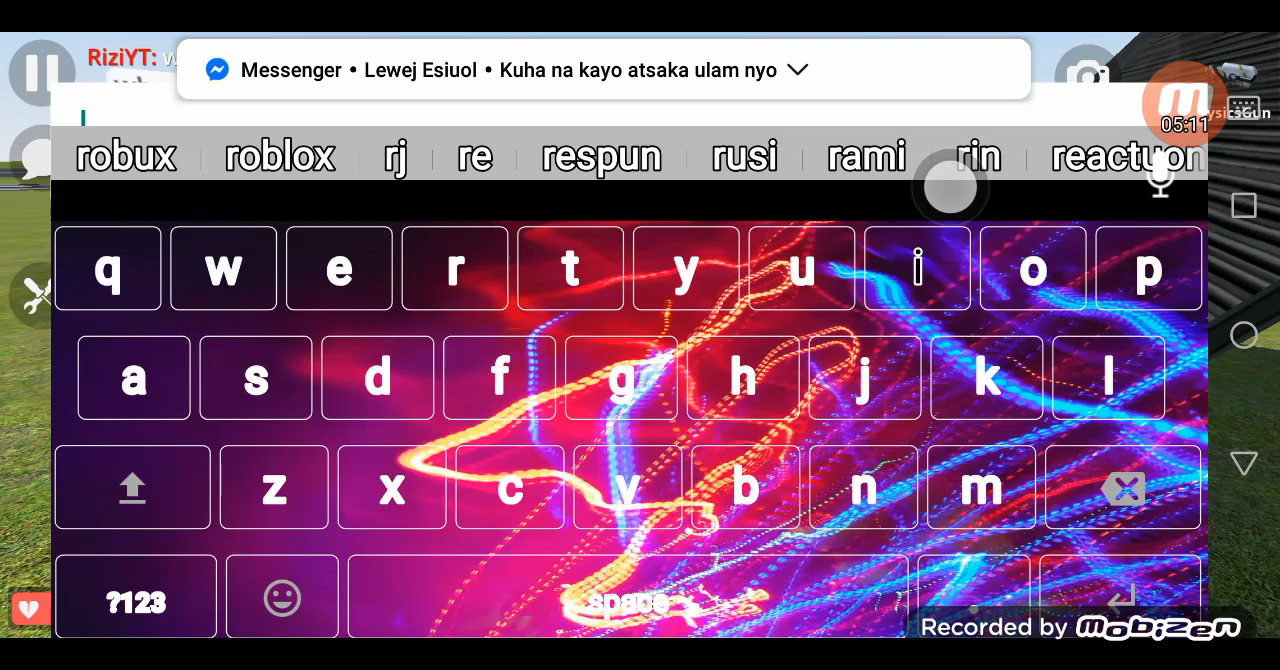 RiziYT: w
Messenger • Lewej Esiuol • Kuha na kayo atsaka ulam nyo
05:11
ysicsGun
robux roblox rj re respun rusi rami rin reactuon
q w e r t y u i o p
a s d f g h j k l
z x c v b n m
?123 space .
Recorded by mobizen